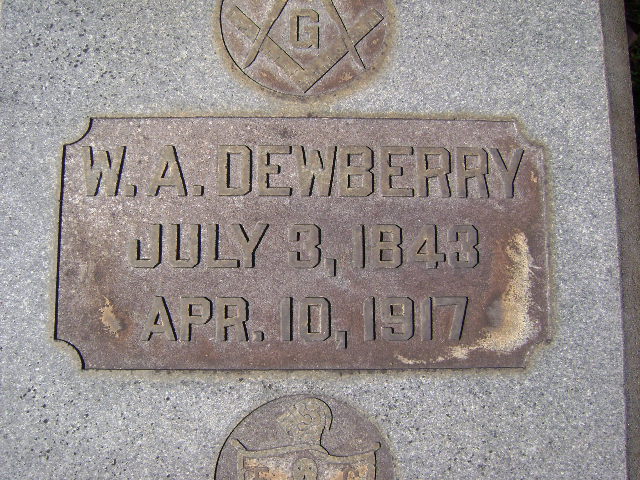 G
W. A. DEWBERRY
JULY 3, 1843
APR. 10, 1917